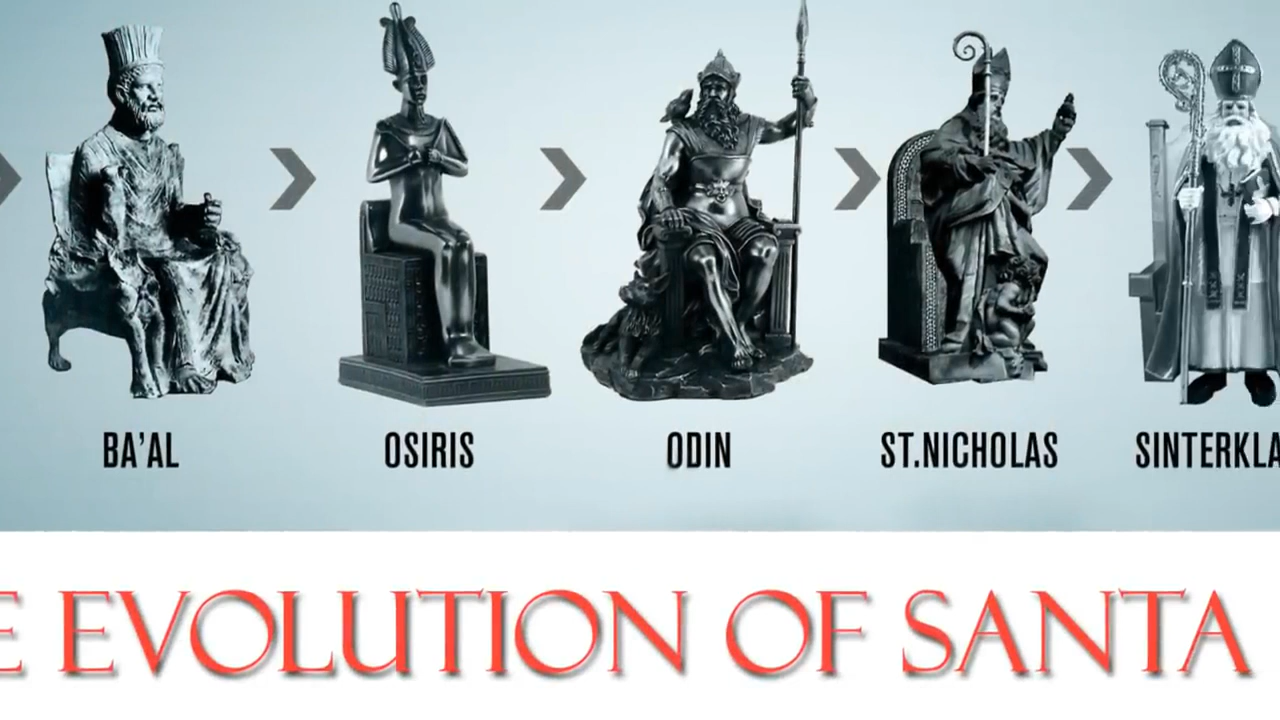 BA'AL
OSIRIS
ODIN
ST.NICHOLAS
SINTERKLA
E EVOLUTION OF SANTA